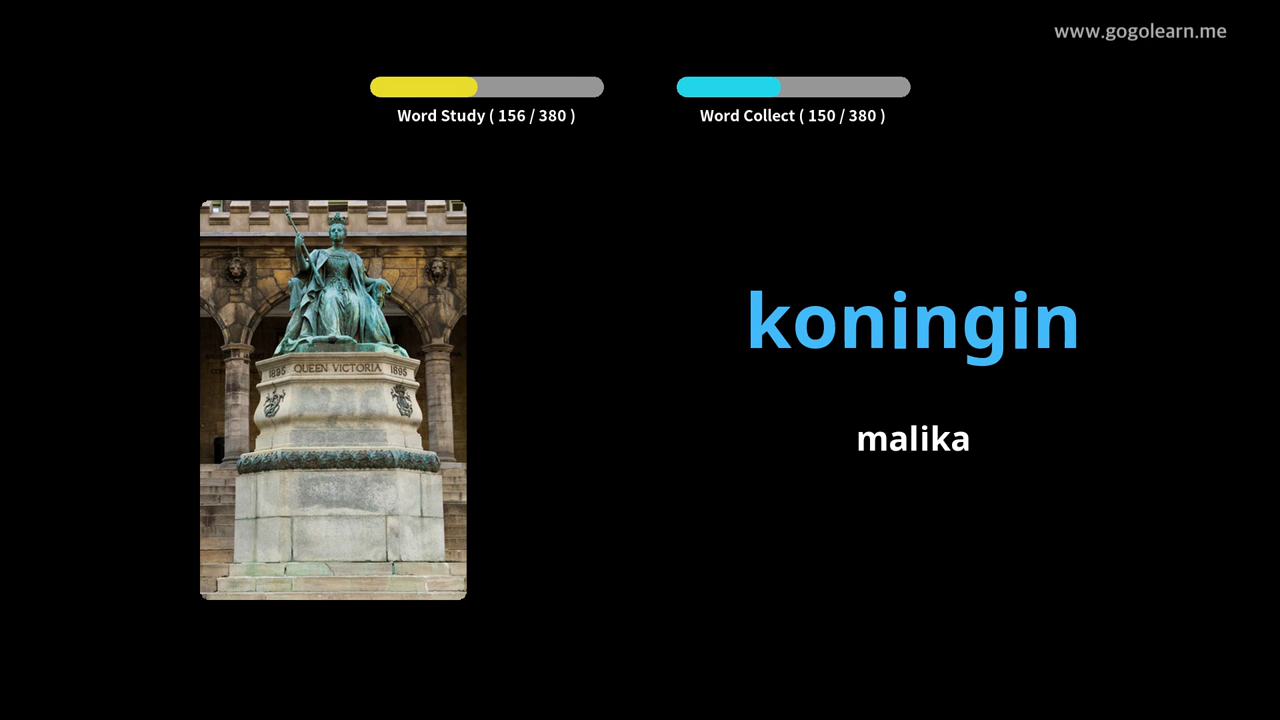 www.gogolearn.me
Word Study ( 156 / 380 )
Word Collect ( 150 / 380 )
1895 QUEEN VICTORIA 1895
koningin
malika